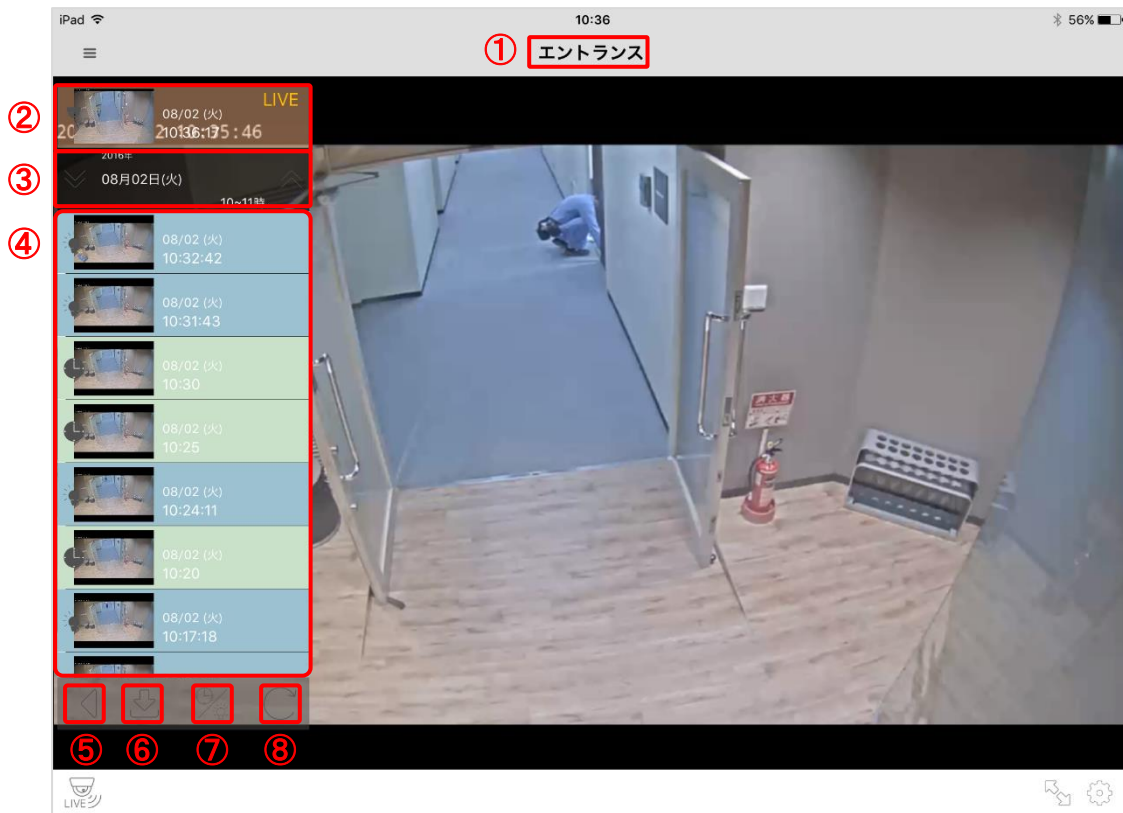 iPad
10:36
56%
① エントランス
②
LIVE
08/02 (火)
10:36:17
③
2016年
08月02日(火)
10~11時
④
08/02 (火)
10:32:42
08/02 (火)
10:31:43
08/02 (火)
10:30
08/02 (火)
10:25
08/02 (火)
10:24:11
08/02 (火)
10:20
08/02 (火)
10:17:18
消火器
⑤ ⑥ ⑦ ⑧
LIVE